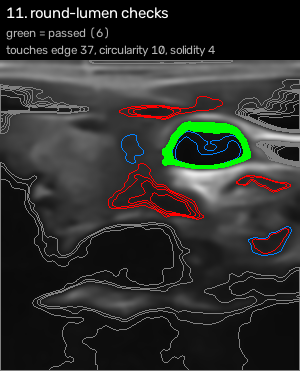 11. round-lumen checks
green = passed (6)
touches edge 37, circularity 10, solidity 4